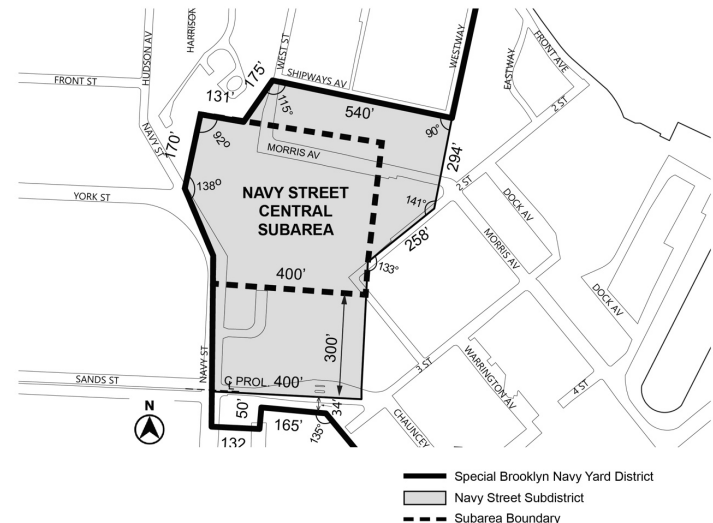 HUDSON AV
HARRISON
WEST ST
WESTWAY
EASTWAY
FRONT AVE
2 ST
FRONT ST
131'
175'
SHIPWAYS AV
115°
540'
90°
NAVY ST
170'
92°
MORRIS AV
294'
2 ST
YORK ST
138°
NAVY STREET
CENTRAL
SUBAREA
141°
258'
DOCK AV
MORRIS AV
133°
400'
DOCK AV
300'
NAVY ST
3 ST
WARRINGTON AV
SANDS ST
PROL. 400'
4 ST
N
50'
165'
34'
135°
132
CHAUNCEY
Special Brooklyn Navy Yard District
Navy Street Subdistrict
Subarea Boundary